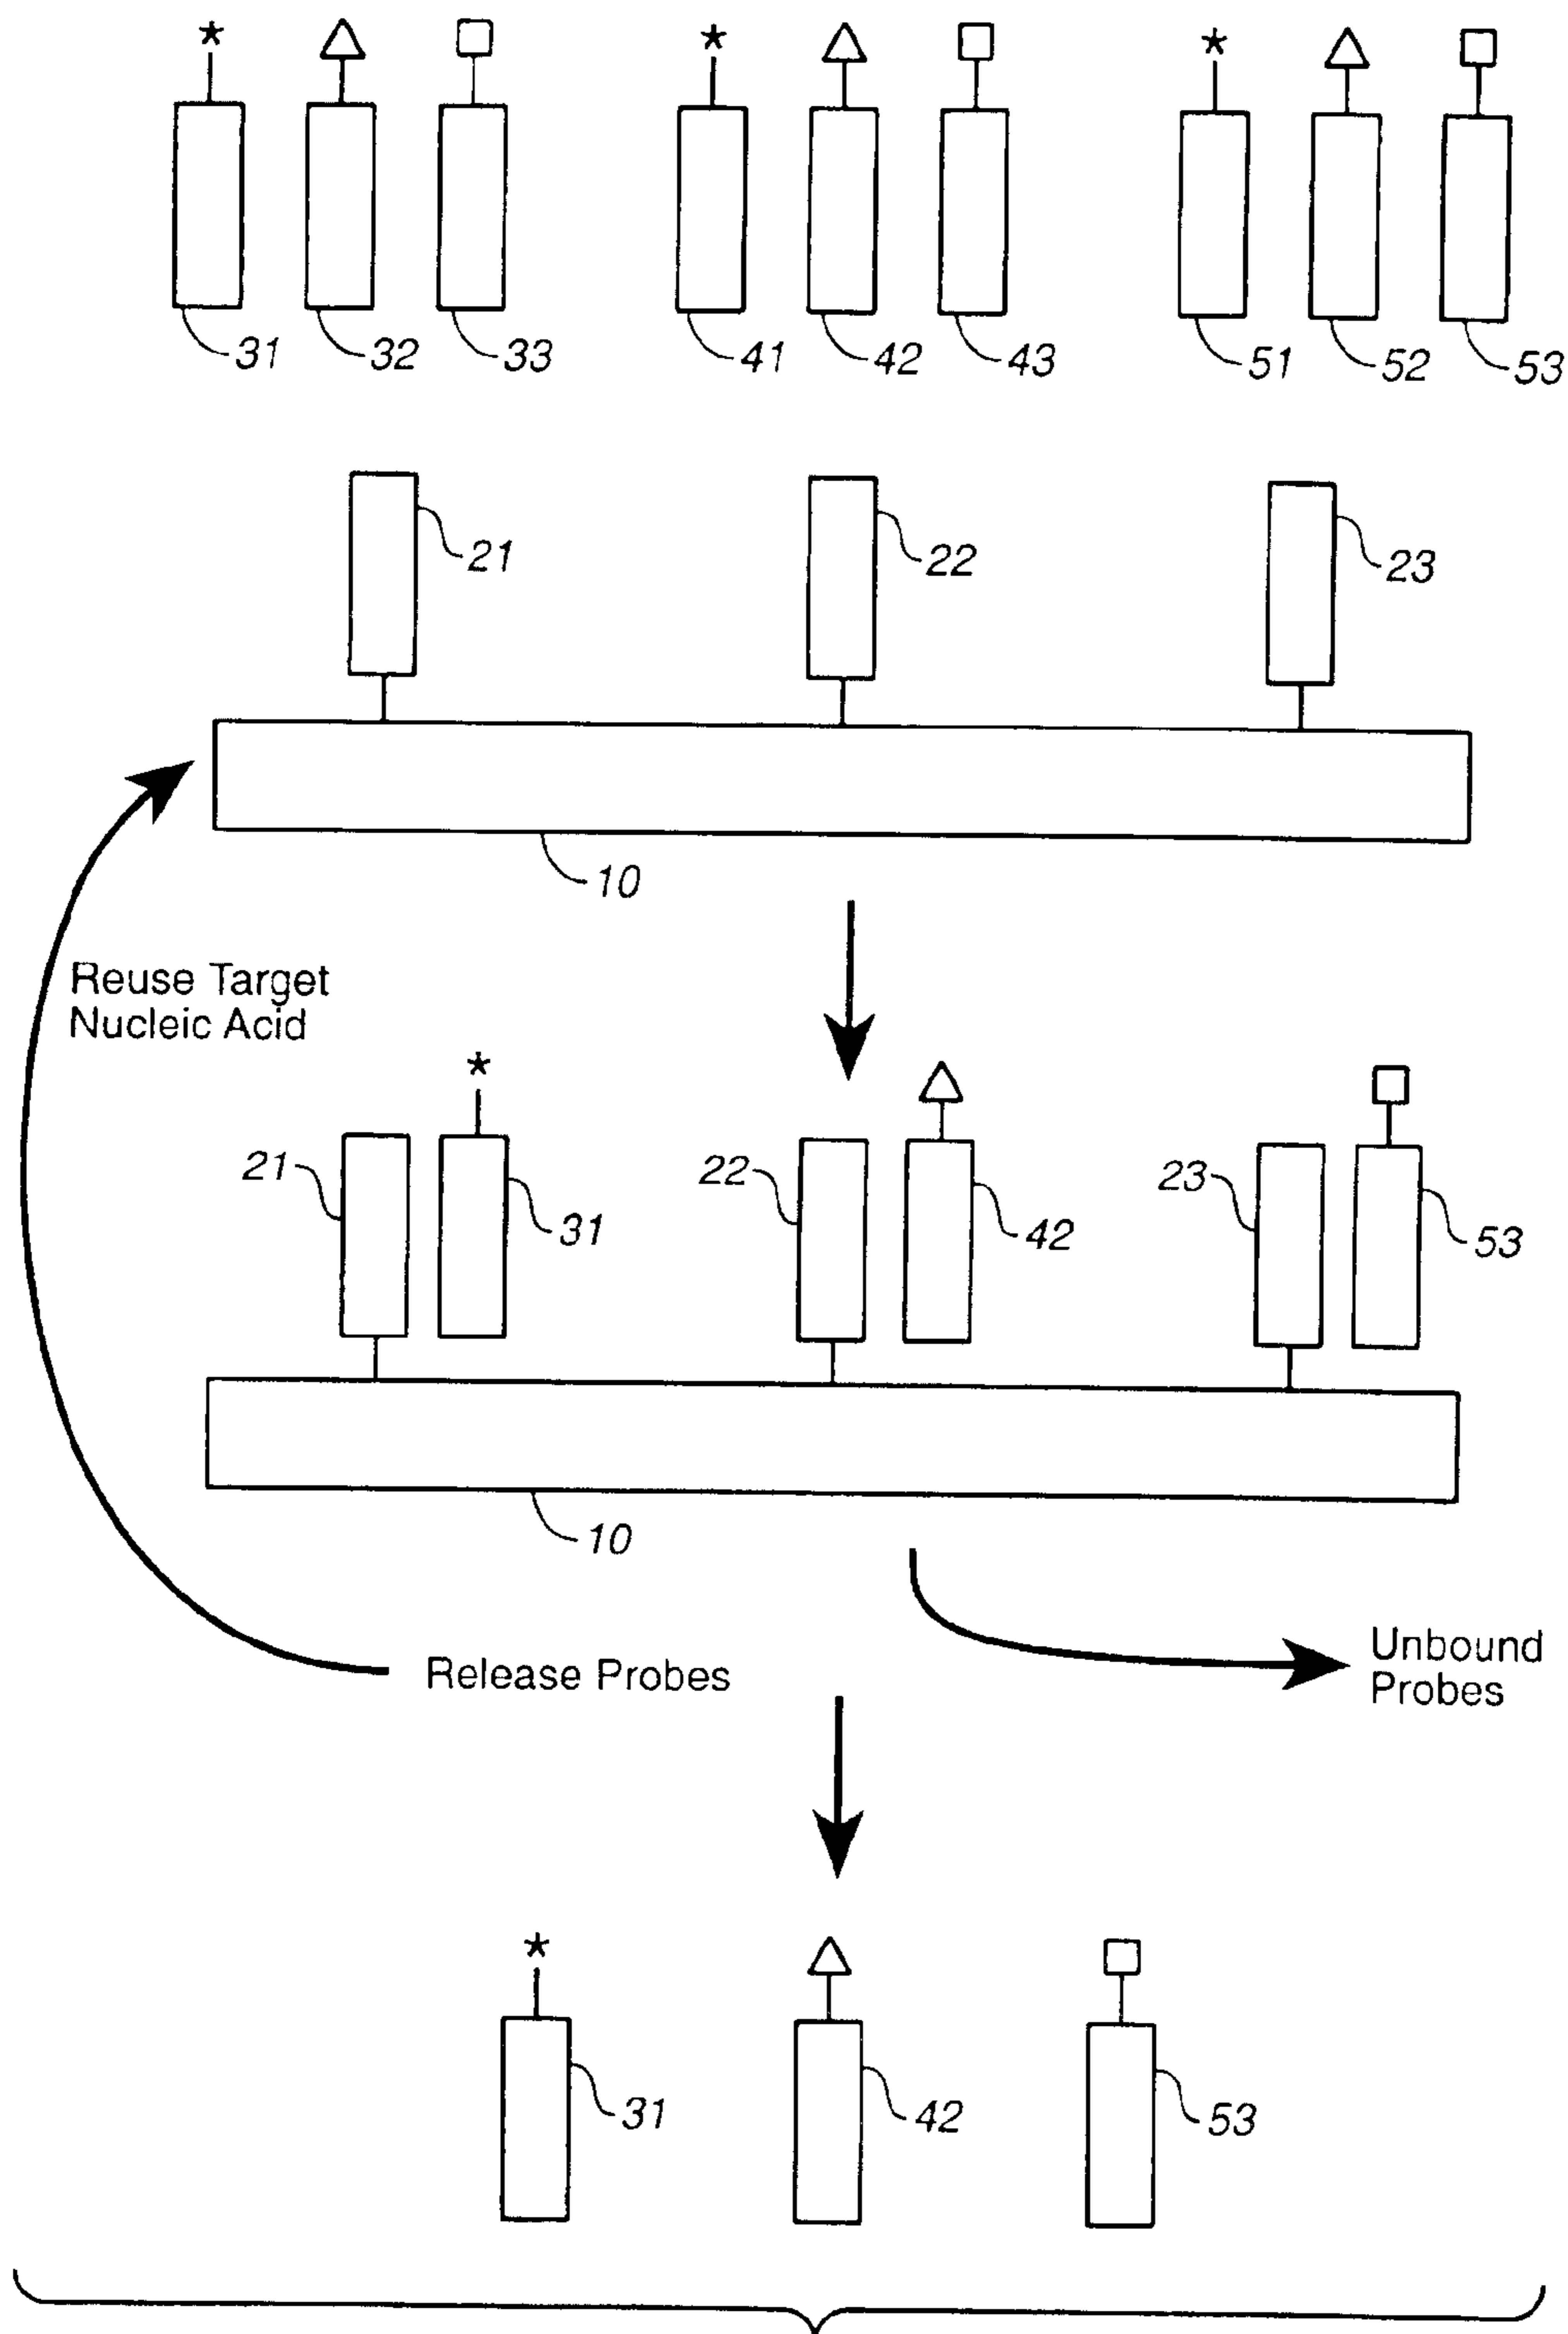 * * *
31 32 33 41 42 43 51 52 53
21 22 23
10
Reuse Target
Nucleic Acid
* 
21 31 22 42 23 53
10
Release Probes
Unbound
Probes
*
31 42 53